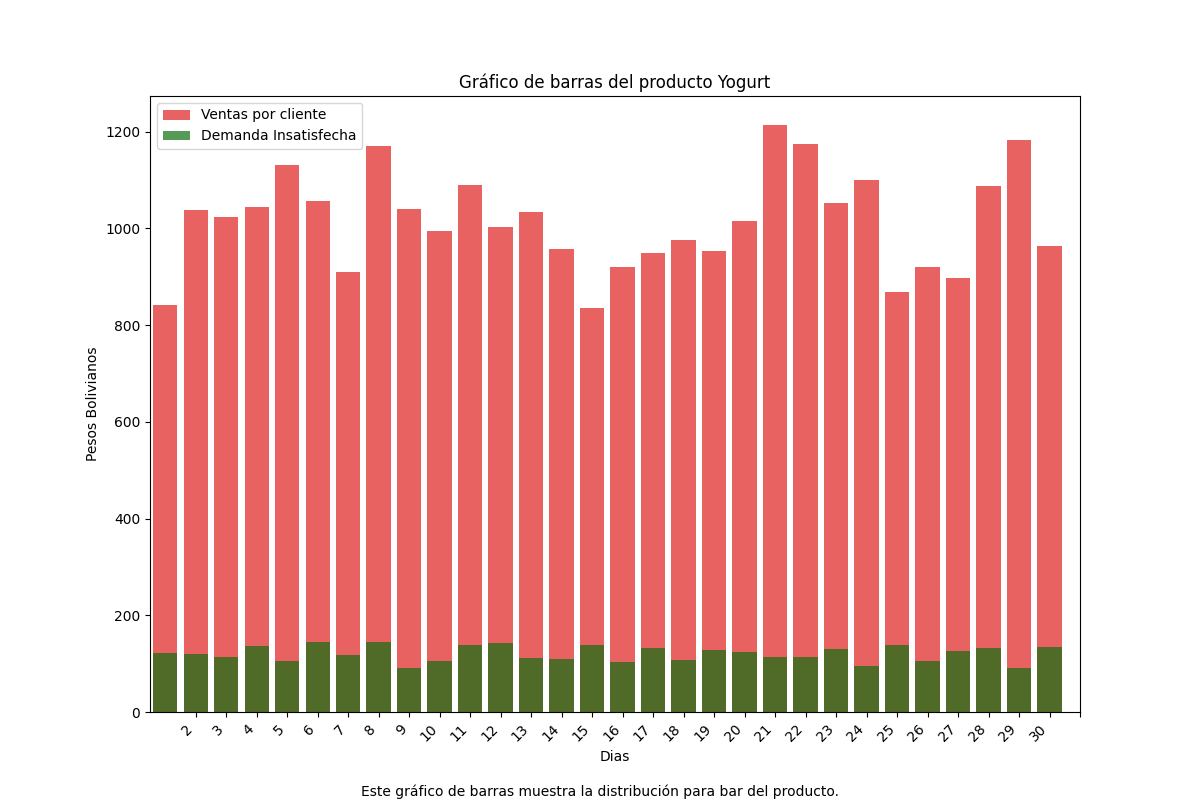 Gráfico de barras del producto Yogurt
Ventas por cliente
Demanda Insatisfecha
1200
1000
800
600
400
200
0
Pesos Bolivianos
2 3 4 5 6 7 8 9 10 11 12 13 14 15 16 17 18 19 20 21 22 23 24 25 26 27 28 29 30
Dias
Este gráfico de barras muestra la distribución para bar del producto.